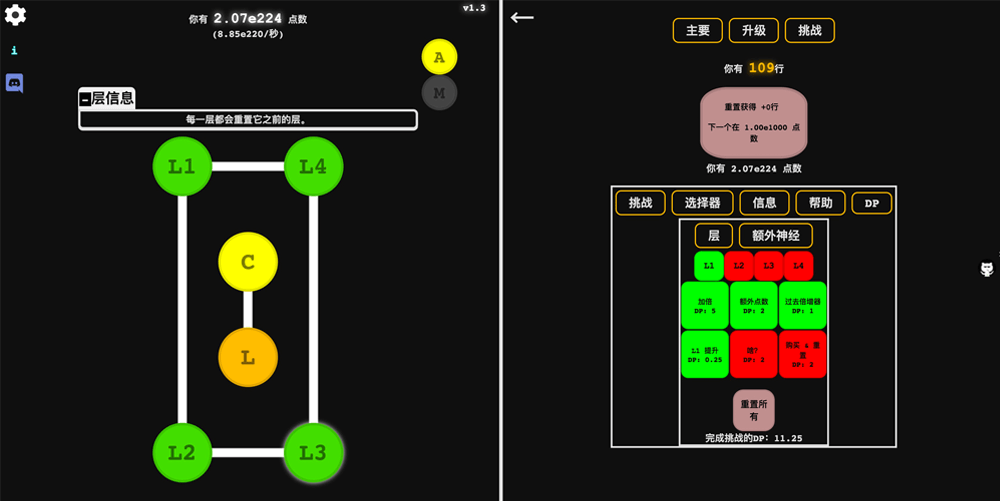 v1.3
你有 2.07e224 点数
(8.85e220/秒)
i
A
M
-层信息
每一层都会重置它之前的层。
L1
L4
C
L
L2
L3
主要
升级
挑战
你有 109行
重置获得 +0行
下一个在 1.00e1000 点
数
你有 2.07e224 点数
挑战
选择器
信息
帮助
DP
层
额外神经
L1
L2
L3
L4
加倍
DP: 5
额外点数
DP: 2
过去倍增器
DP: 1
L1 提升
DP: 0.25
DP: 2
购买 & 重
置
DP: 2
重置所
有
完成挑战的DP: 11.25